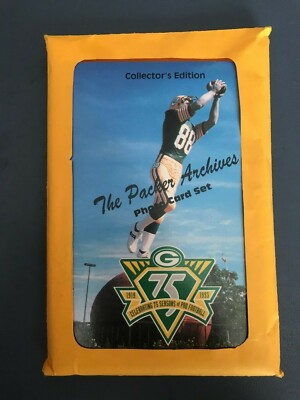 Collector's Edition
88
The Packer Archives
Photo Card Set
G
75
1919 1993
CELEBRATING 75 SEASONS OF PRO FOOTBALL